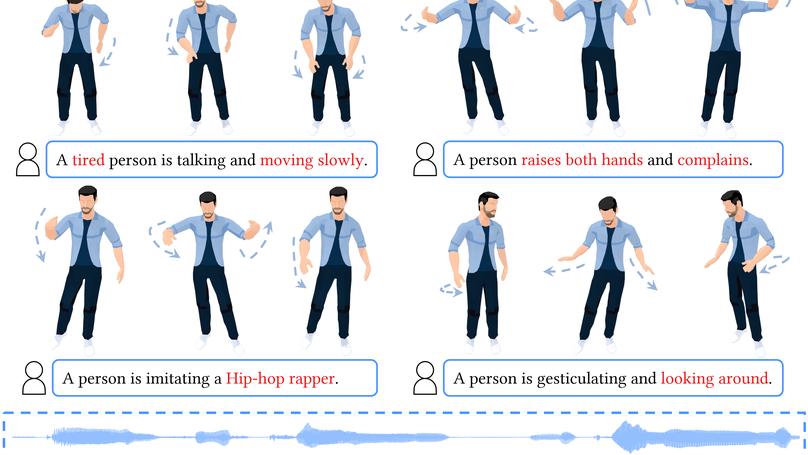 A tired person is talking and moving slowly.
A person raises both hands and complains.
A person is imitating a Hip-hop rapper.
A person is gesticulating and looking around.